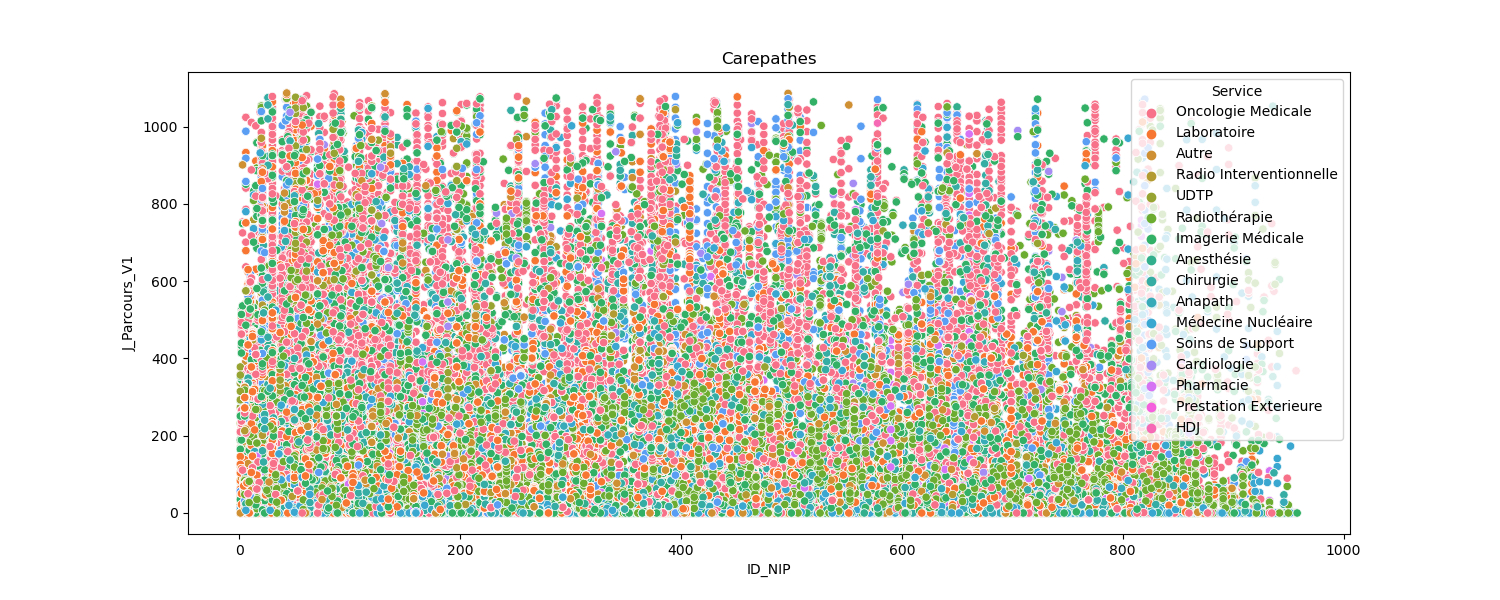 Carepathes
J_Parcours_V1
1000
800
600
400
200
0
0 200 400 600 800 1000
ID_NIP
Service
Oncologie Medicale
Laboratoire
Autre
Radio Interventionnelle
UDTP
Radiothérapie
Imagerie Médicale
Anesthésie
Chirurgie
Anapath
Médecine Nucléaire
Soins de Support
Cardiologie
Pharmacie
Prestation Exterieure
HDJ